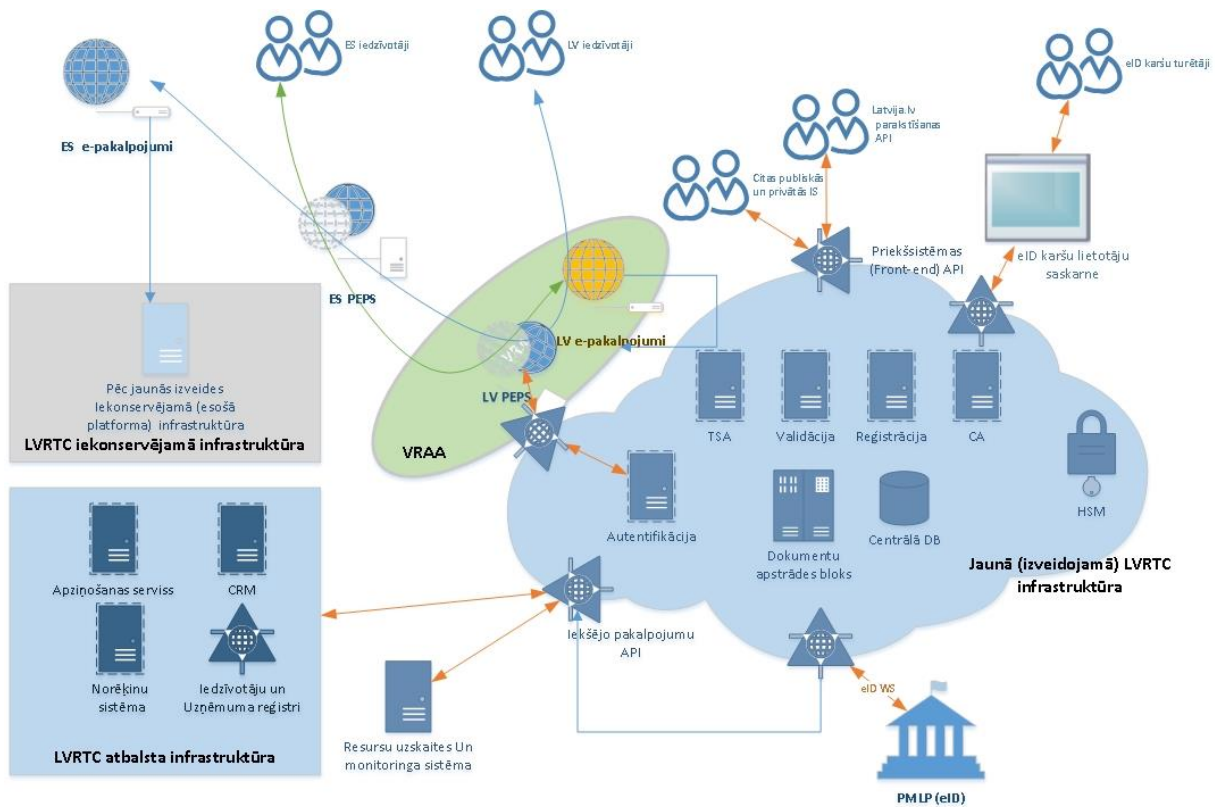 ES iedzīvotāji
LV iedzīvotāji
eID karšu turētāji
Latvija.lv
parakstīšanas
API
ES e-pakalpojumi
Citas publiskās
un privātās IS
eID karšu lietotāju
saskarne
Priekšsistēmas
(Front-end) API
ES PEPS
LV e-pakalpojumi
LV PEPS
VRAA
Pēc jaunās izveides
Iekonservējamā (esošā
platforma) infrastruktūra
LVRTC iekonservējamā infrastruktūra
TSA
Validācija
Reģistrācija
CA
HSM
Autentifikācija
Dokumentu
apstrādes bloks
Centrālā DB
Jaunā (izveidojamā) LVRTC
infrastruktūra
Apziņošanas serviss
CRM
Norēķinu
sistēma
Iedzīvotāju un
Uzņēmuma reģistri
LVRTC atbalsta infrastruktūra
Iekšējo pakalpojumu
API
Resursu uzskaites Un
monitoringa sistēma
eID WS
PMLP (eID)